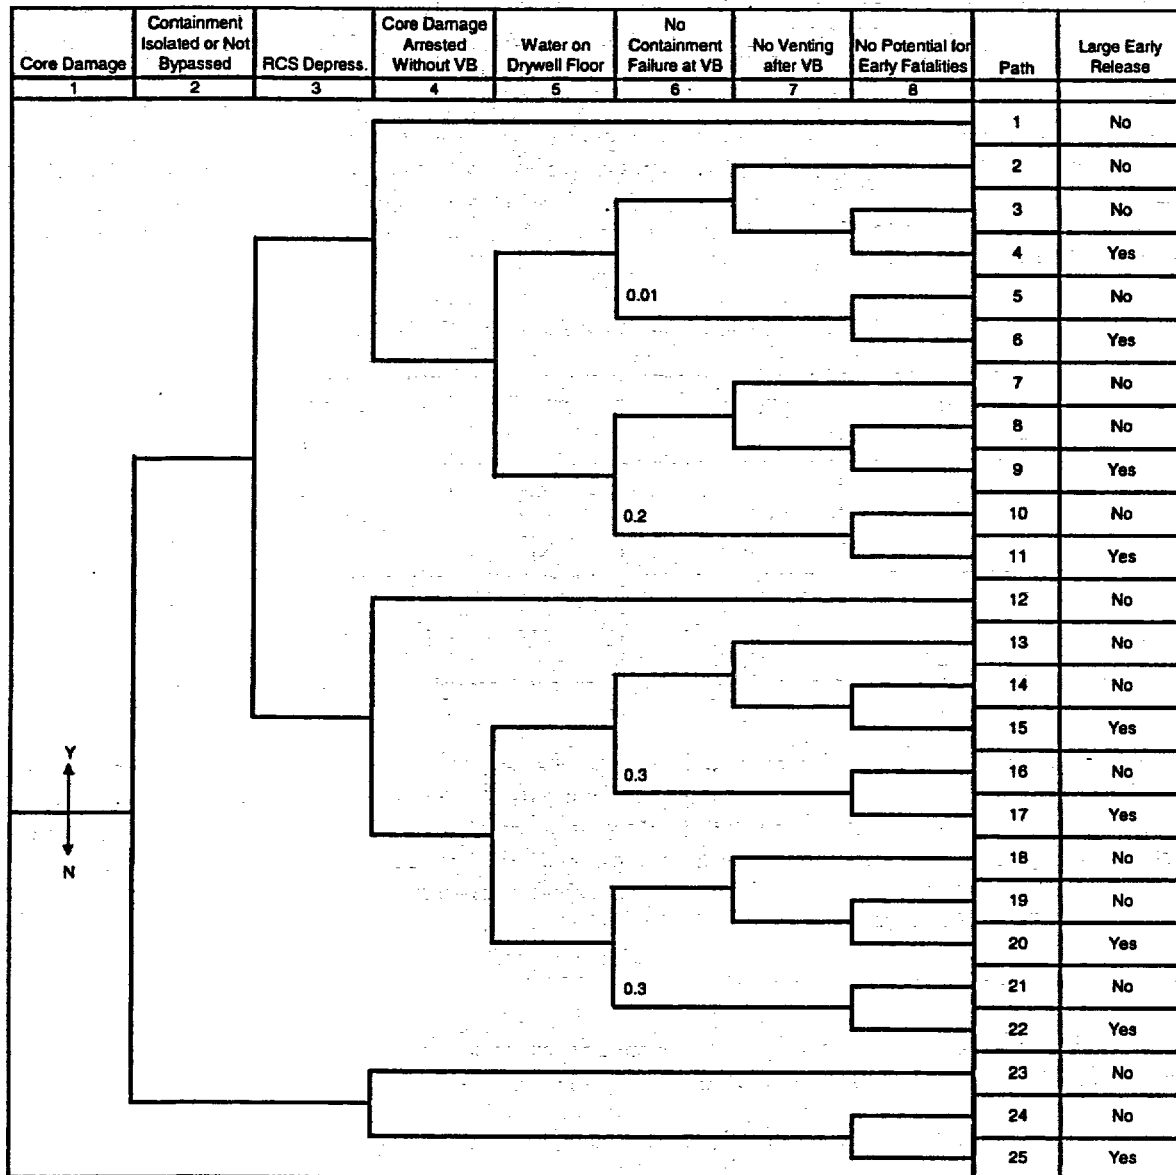 Core Damage
Containment
Isolated or Not
Bypassed
RCS Depress.
Core Damage
Arrested
Without VB
Water on
Drywell Floor
No
Containment
Failure at VB
No Venting
after VB
No Potential for
Early Fatalities
Path
Large Early
Release
1 2 3 4 5 6 7 8
1 No
2 No
3 No
4 Yes
0.01
5 No
6 Yes
7 No
8 No
9 Yes
0.2
10 No
11 Yes
12 No
13 No
14 No
15 Yes
Y
0.3
16 No
17 Yes
N
18 No
19 No
20 Yes
0.3
21 No
22 Yes
23 No
24 No
25 Yes